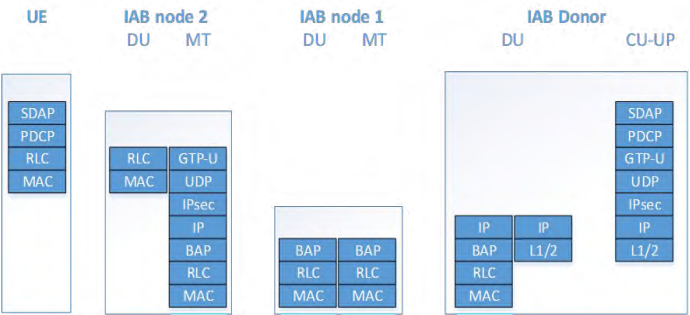 UE IAB node 2 IAB node 1 IAB Donor
DU MT DU MT DU CU-UP
SDAP SDAP
PDCP PDCP
RLC RLC GTP-U GTP-U
MAC MAC UDP UDP
IPsec IPsec
IP IP IP IP
BAP BAP BAP BAP L1/2 L1/2
RLC RLC RLC RLC
MAC MAC MAC MAC